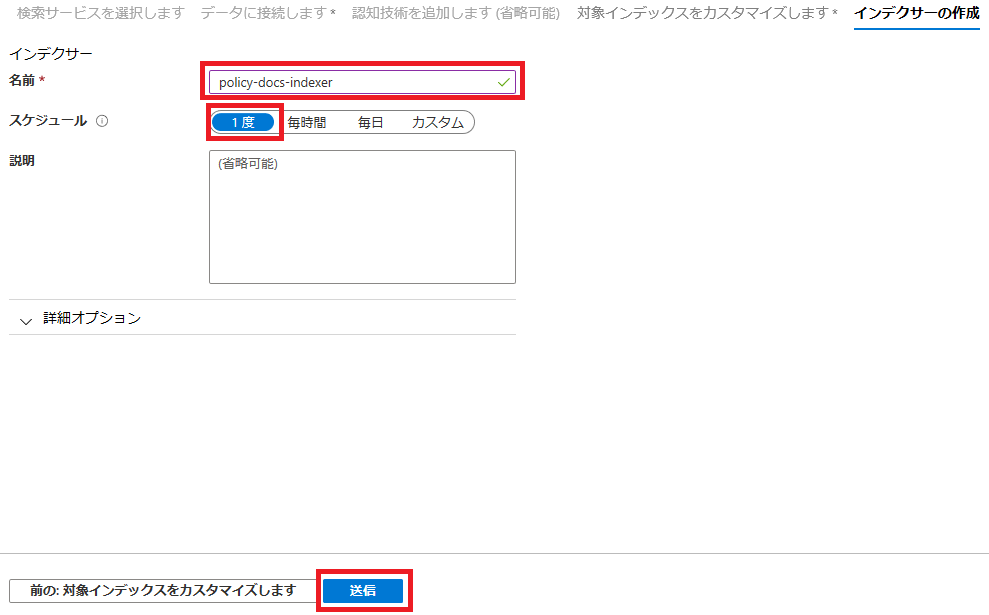 検索サービスを選択します データに接続します * 認知技術を追加します (省略可能) 対象インデックスをカスタマイズします * インデクサーの作成
インデクサー
名前 *
policy-docs-indexer
スケジュール
1 度 毎時間 毎日 カスタム
説明
(省略可能)
詳細オプション
前の: 対象インデックスをカスタマイズします 送信